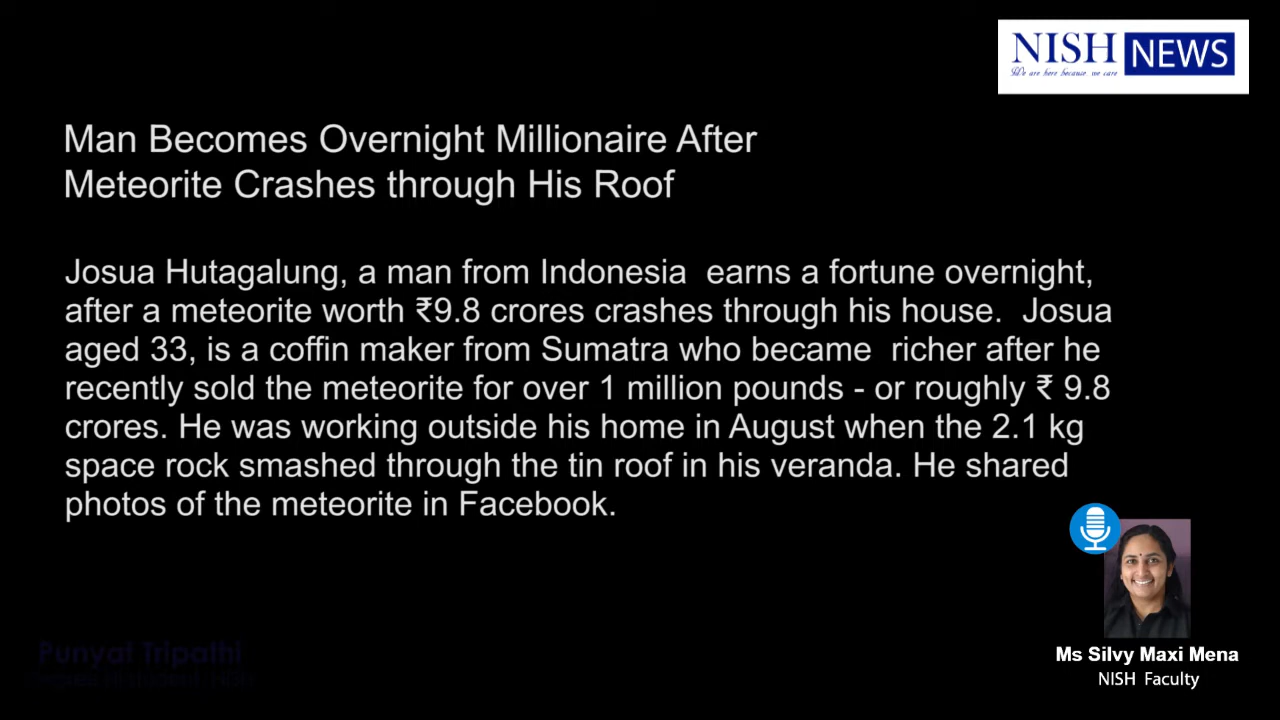 NISH NEWS
We are here because we care
Man Becomes Overnight Millionaire After
Meteorite Crashes through His Roof
Josua Hutagalung, a man from Indonesia  earns a fortune overnight,
after a meteorite worth ₹9.8 crores crashes through his house.  Josua
aged 33, is a coffin maker from Sumatra who became  richer after he
recently sold the meteorite for over 1 million pounds - or roughly ₹ 9.8
crores. He was working outside his home in August when the 2.1 kg
space rock smashed through the tin roof in his veranda. He shared
photos of the meteorite in Facebook.
Ms Silvy Maxi Mena
NISH Faculty
Punyat Tripathi